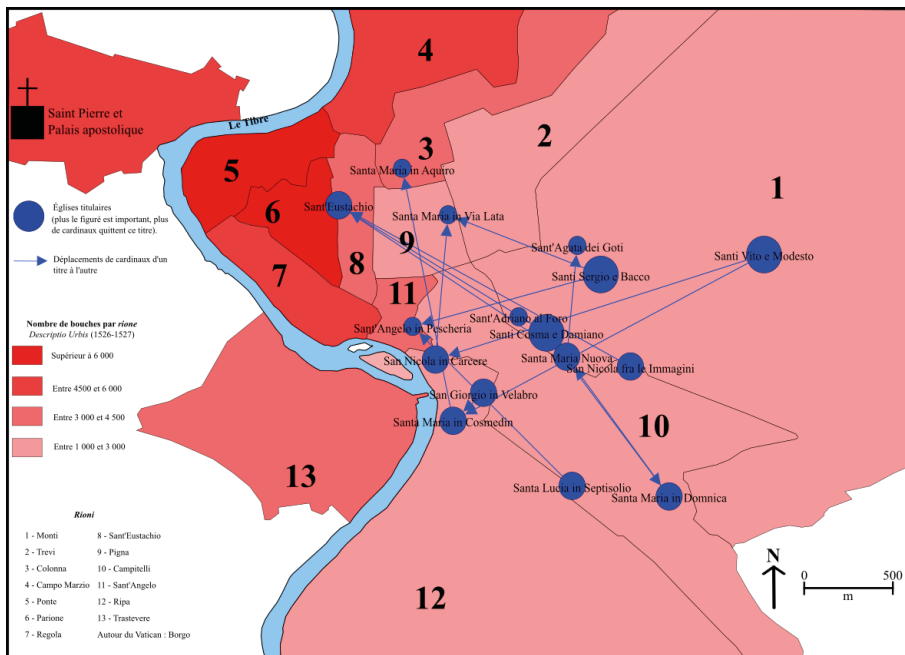 4
Saint Pierre et
Palais apostolique
Le Tibre
3
2
5
Santa Maria in Aquiro
1
Églises titulaires
(plus le figuré est important, plus
de cardinaux quittent ce titre).
6
Sant'Eustachio
Santa Maria in Via Lata
9
Sant'Agata dei Goti
Santi Vito e Modesto
Déplacements de cardinaux d'un
titre à l'autre
7
8
Santi Sergio e Bacco
11
Nombre de bouches par rione
Descriptio Urbis (1526-1527)
Sant'Angelo in Pescheria
Sant'Adriano al Foro
Santi Cosma e Damiano
Supérieur à 6 000
San Nicola in Carcere
Santa Maria Nuova
San Nicola fra le Immagini
Entre 4500 et 6 000
San Giorgio in Velabro
Entre 3 000 et 4 500
Santa Maria in Cosmedin
10
Entre 1 000 et 3 000
13
Santa Lucia in Septisolio
Santa Maria in Domnica
Rioni
1 - Monti
2 - Trevi
3 - Colonna
4 - Campo Marzio
5 - Ponte
6 - Parione
7 - Regola
8 - Sant'Eustachio
9 - Pigna
10 - Campitelli
11 - Sant'Angelo
12 - Ripa
13 - Trastevere
Autour du Vatican : Borgo
12
N
0 500
m